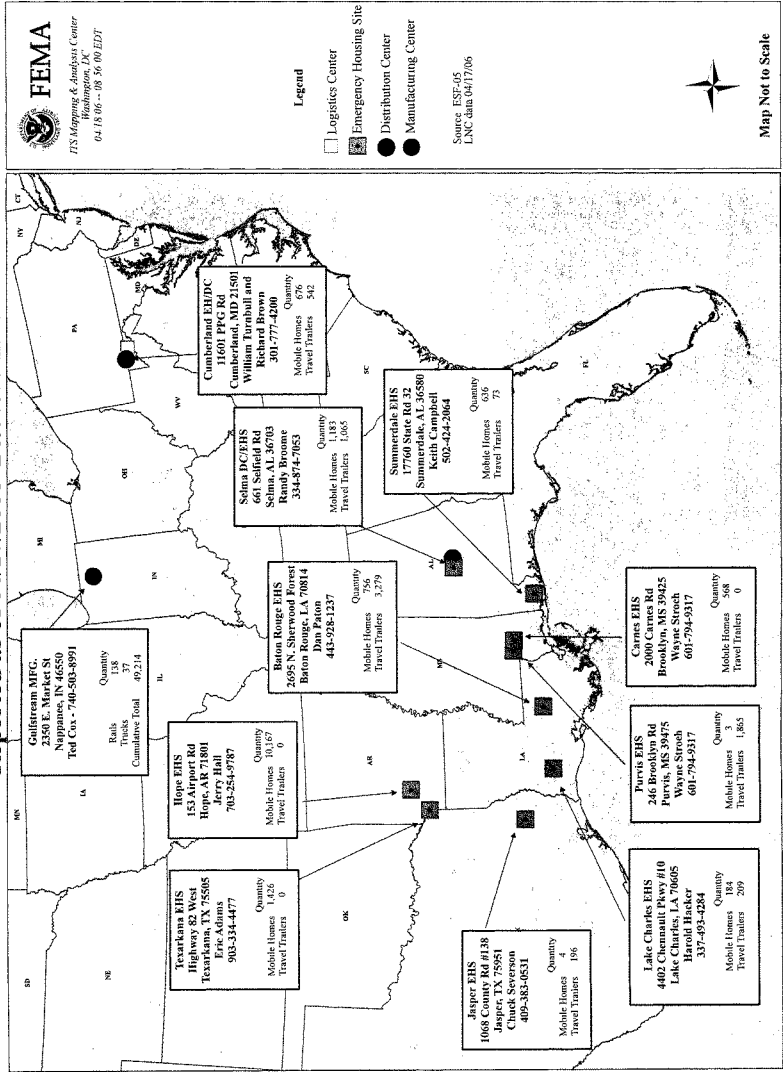 FEMA
ITS Mapping & Analysis Center
Washington, DC
04/18/06 -- 08 56 00 EDT
Legend
Logistics Center
Emergency Housing Site
Distribution Center
Manufacturing Center
Source ESF-05
LNC data 04/17/06
Map Not to Scale
Gulfstream MFG.
2350 E. Market St
Nappanee, IN 46550
Ted Cox - 740-503-8991
Quantity
Rails 138
Trucks 37
Cumulative Total 49,214
Cumberland EH/DC
11601 PPG Rd
Cumberland, MD 21501
William Turnbull and
Richard Brown
301-777-4200
Quantity
Mobile Homes 676
Travel Trailers 542
Hope EHS
153 Airport Rd
Hope, AR 71801
Jerry Hall
703-254-9787
Quantity
Mobile Homes 10,167
Travel Trailers 0
Texarkana EHS
Highway 82 West
Texarkana, TX 75505
Eric Adams
903-334-4477
Quantity
Mobile Homes 1,426
Travel Trailers 0
Baton Rouge EHS
2695 N. Sherwood Forest
Baton Rouge, LA 70814
Dan Paton
443-928-1237
Quantity
Mobile Homes 756
Travel Trailers 3,279
Selma DC/EHS
661 Selfield Rd
Selma, AL 36703
Randy Broome
334-874-7053
Quantity
Mobile Homes 1,183
Travel Trailers 1,065
Summerdale EHS
17760 State Rd 32
Summerdale, AL 36580
Keith Campbell
502-424-2064
Quantity
Mobile Homes 636
Travel Trailers 73
Jasper EHS
1068 County Rd #138
Jasper, TX 75951
Chuck Severson
409-383-0531
Quantity
Mobile Homes 4
Travel Trailers 196
Lake Charles EHS
4402 Chennault Pkwy #10
Lake Charles, LA 70605
Harold Hacker
337-493-4284
Quantity
Mobile Homes 184
Travel Trailers 209
Purvis EHS
246 Brooklyn Rd
Purvis, MS 39475
Wayne Stroch
601-794-9317
Quantity
Mobile Homes 3
Travel Trailers 1,865
Carnes EHS
2000 Carnes Rd
Brooklyn, MS 39425
Wayne Stroch
601-794-9317
Quantity
Mobile Homes 568
Travel Trailers 0
SD
MN
NE
IA
IL
MI
IN
OH
PA
NY
CT
NJ
DE
MD
WV
SC
OK
AR
LA
MS
AL
FL